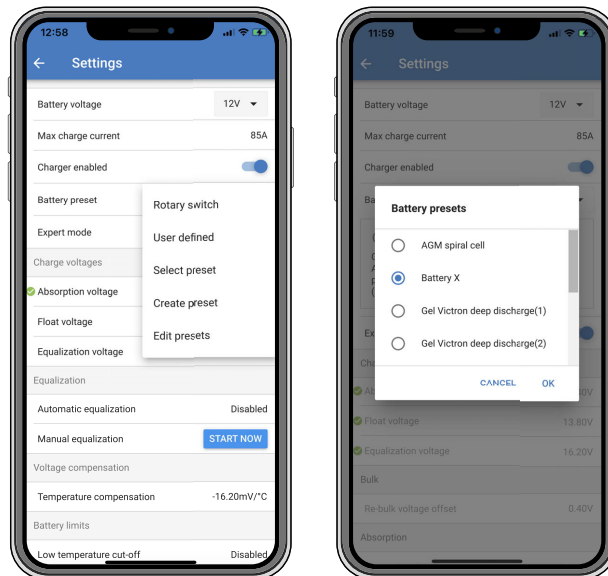 12:58
Settings
Battery voltage 12V
Max charge current 85A
Charger enabled
Battery preset
Expert mode
Rotary switch
User defined
Select preset
Create preset
Edit presets
Charge voltages
Absorption voltage
Float voltage
Equalization voltage
Equalization
Automatic equalization Disabled
Manual equalization START NOW
Voltage compensation
Temperature compensation -16.20mV/°C
Battery limits
Low temperature cut-off Disabled
11:59
Settings
Battery voltage 12V
Max charge current 85A
Charger enabled
Battery presets
AGM spiral cell
Battery X
Gel Victron deep discharge(1)
Gel Victron deep discharge(2)
CANCEL OK
Float voltage 13.80V
Equalization voltage 16.20V
Bulk
Re-bulk voltage offset 0.40V
Absorption